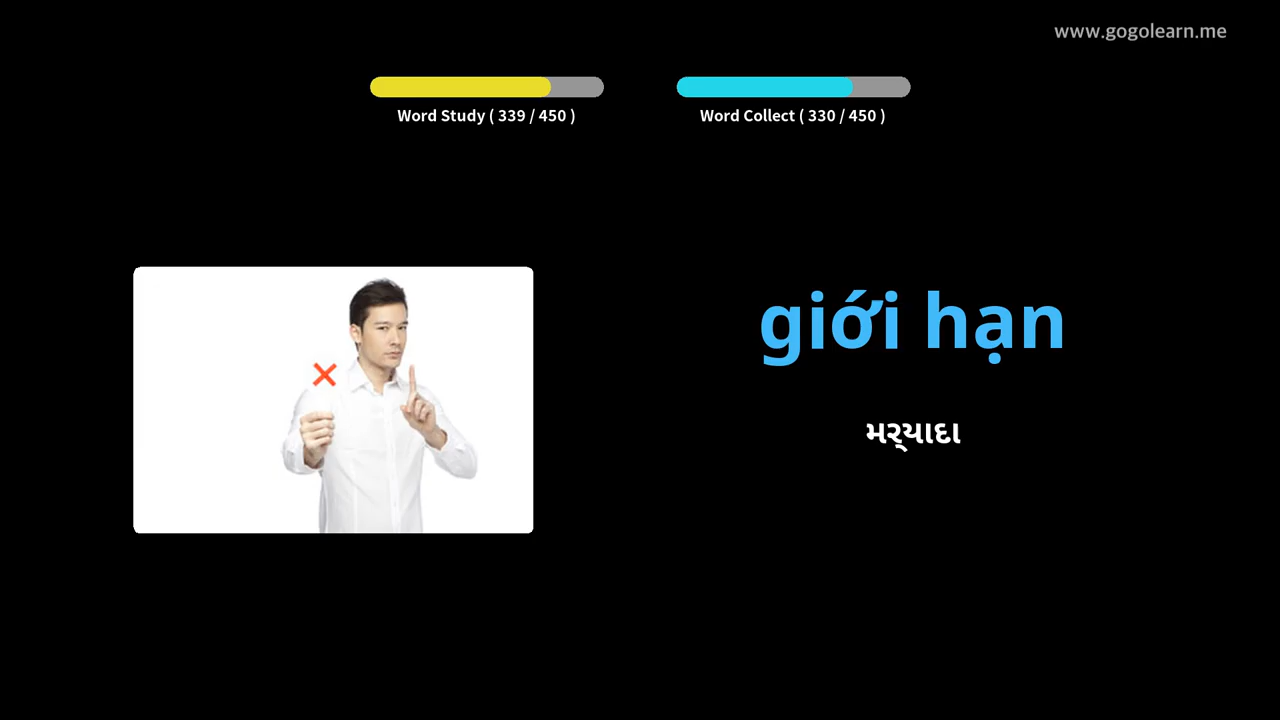 www.gogolearn.me
Word Study ( 339 / 450 )
Word Collect ( 330 / 450 )
giới hạn
મર્યાદા